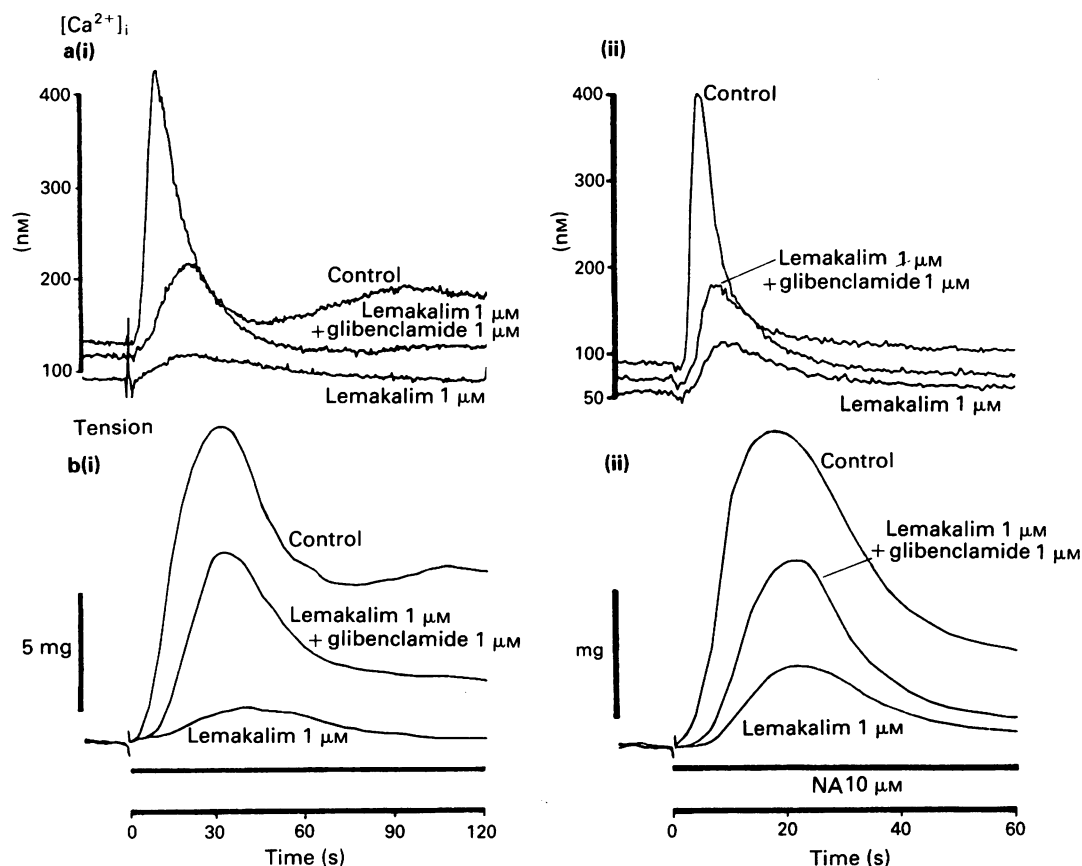 [Ca²⁺]ᵢ
a(i)
400
300
200
100
(nM)
Control
Lemakalim 1 μM
+ glibenclamide 1 μM
Lemakalim 1 μM
(ii)
400
300
200
100
50
(nM)
Control
Lemakalim 1 μM
+ glibenclamide 1 μM
Lemakalim 1 μM
Tension
b(i)
5 mg
Control
Lemakalim 1 μM
+ glibenclamide 1 μM
Lemakalim 1 μM
0 30 60 90 120
Time (s)
(ii)
mg
Control
Lemakalim 1 μM
+ glibenclamide 1 μM
Lemakalim 1 μM
NA 10 μM
0 20 40 60
Time (s)